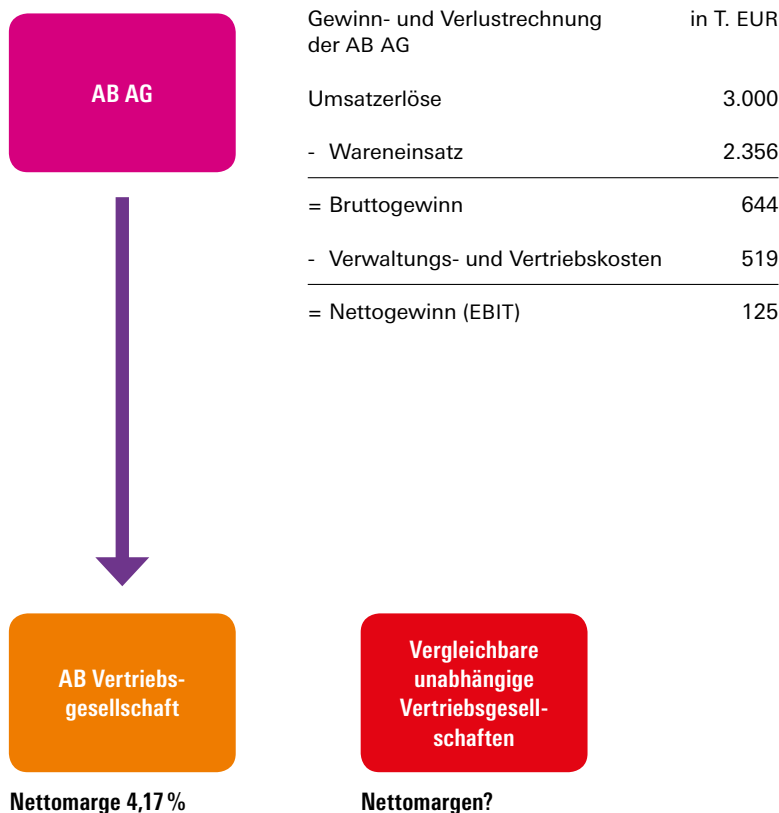 AB AG
Gewinn- und Verlustrechnung in T. EUR
der AB AG
Umsatzerlöse 3.000
- Wareneinsatz 2.356
= Bruttogewinn 644
- Verwaltungs- und Vertriebskosten 519
= Nettogewinn (EBIT) 125
AB Vertriebs-
gesellschaft
Nettomarge 4,17 %
Vergleichbare
unabhängige
Vertriebsgesell-
schaften
Nettomargen?